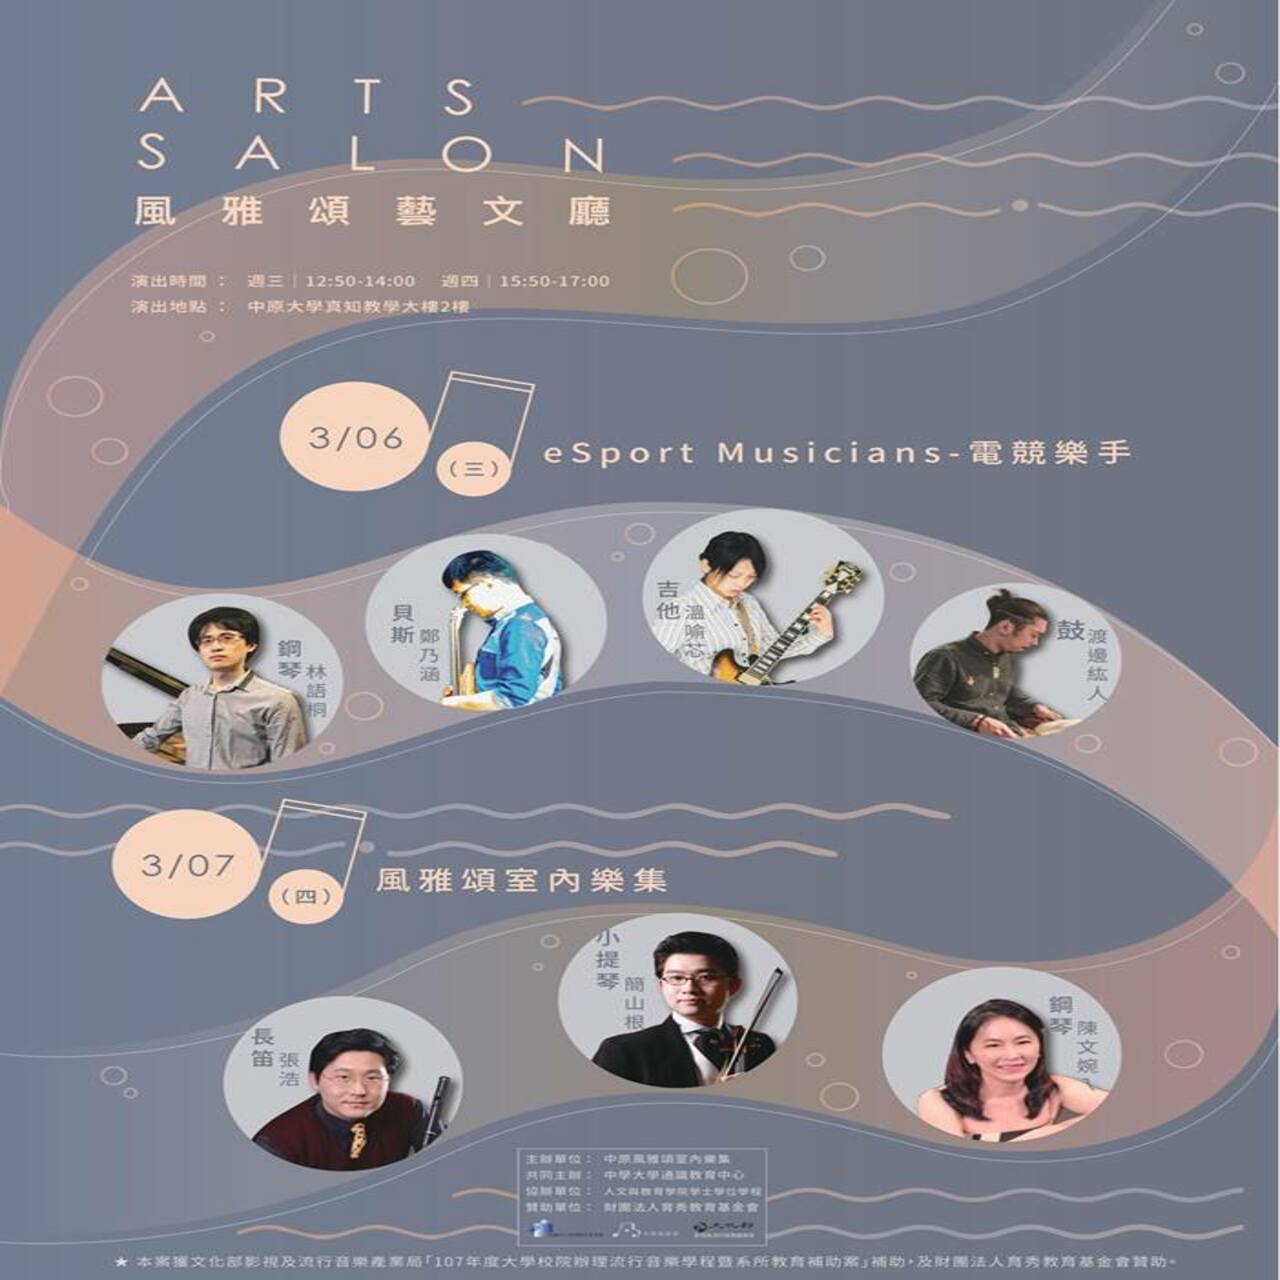 ARTS
SALON
風雅頌藝文廳
演出時間 : 週三 | 12:50-14:00 週四 | 15:50-17:00
演出地點 : 中原大學真知教學大樓2樓
3/06
(三)
eSport Musicians-電競樂手
鋼琴
林語桐
貝斯
鄭乃涵
吉他
溫喻芯
鼓
渡邊紘人
3/07
(四)
風雅頌室內樂集
長笛
張浩
小提琴
簡山根
鋼琴
陳文婉
主辦單位: 中原風雅頌室內樂集
共同主辦: 中學大學通識教育中心
協辦單位: 人文與教育學院學士學位學程
贊助單位: 財團法人育秀教育基金會
文化部
★ 本案獲文化部影視及流行音樂產業局「107年度大學校院辦理流行音樂學程暨系所教育補助案」補助,及財團法人育秀教育基金會贊助。